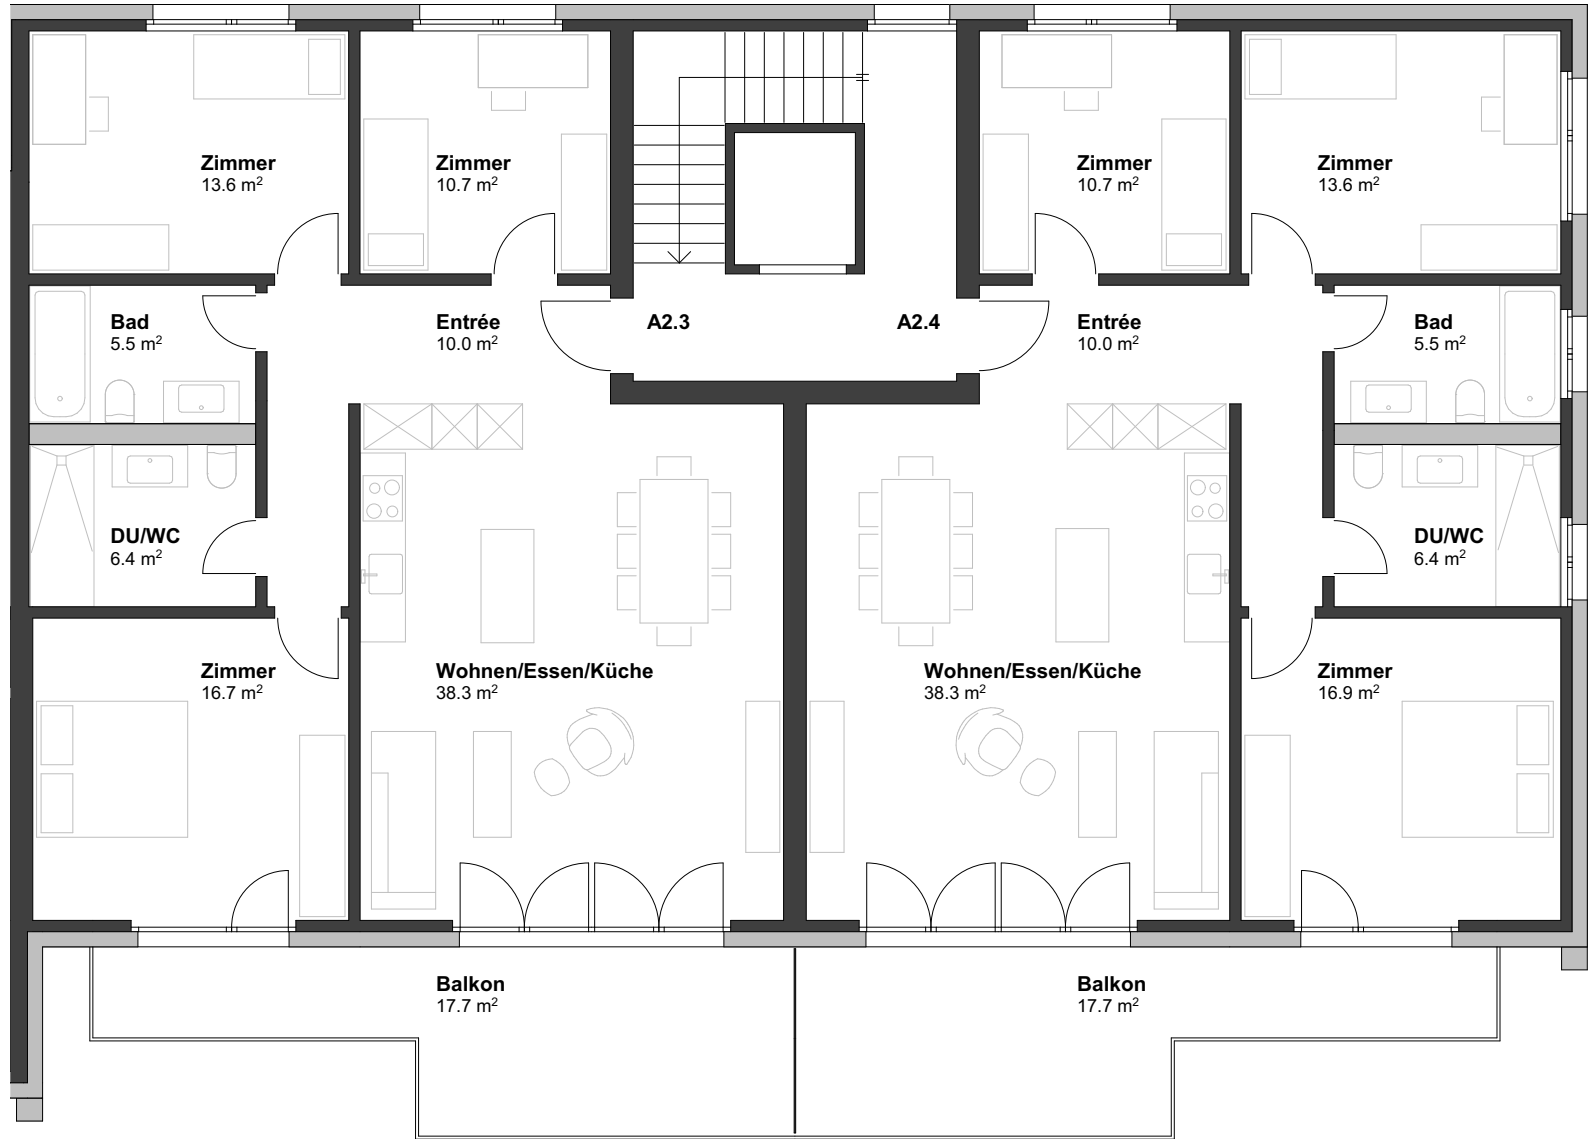 Zimmer
13.6 m²
Zimmer
10.7 m²
Zimmer
10.7 m²
Zimmer
13.6 m²
Bad
5.5 m²
Entrée
10.0 m²
A2.3
A2.4
Entrée
10.0 m²
Bad
5.5 m²
DU/WC
6.4 m²
DU/WC
6.4 m²
Zimmer
16.7 m²
Wohnen/Essen/Küche
38.3 m²
Wohnen/Essen/Küche
38.3 m²
Zimmer
16.9 m²
Balkon
17.7 m²
Balkon
17.7 m²